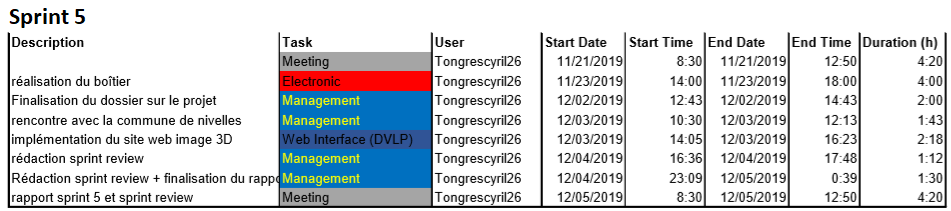 Sprint 5
Description Task User Start Date Start Time End Date End Time Duration (h)
Meeting Tongrescyril26 11/21/2019 8:30 11/21/2019 12:50 4:20
réalisation du boîtier Electronic Tongrescyril26 11/23/2019 14:00 11/23/2019 18:00 4:00
Finalisation du dossier sur le projet Management Tongrescyril26 12/02/2019 12:43 12/02/2019 14:43 2:00
rencontre avec la commune de nivelles Management Tongrescyril26 12/03/2019 10:30 12/03/2019 12:13 1:43
implémentation du site web image 3D Web Interface (DVLP) Tongrescyril26 12/03/2019 14:05 12/03/2019 16:23 2:18
rédaction sprint review Management Tongrescyril26 12/04/2019 16:36 12/04/2019 17:48 1:12
Rédaction sprint review + finalisation du rappo Management Tongrescyril26 12/04/2019 23:09 12/05/2019 0:39 1:30
rapport sprint 5 et sprint review Meeting Tongrescyril26 12/05/2019 8:30 12/05/2019 12:50 4:20